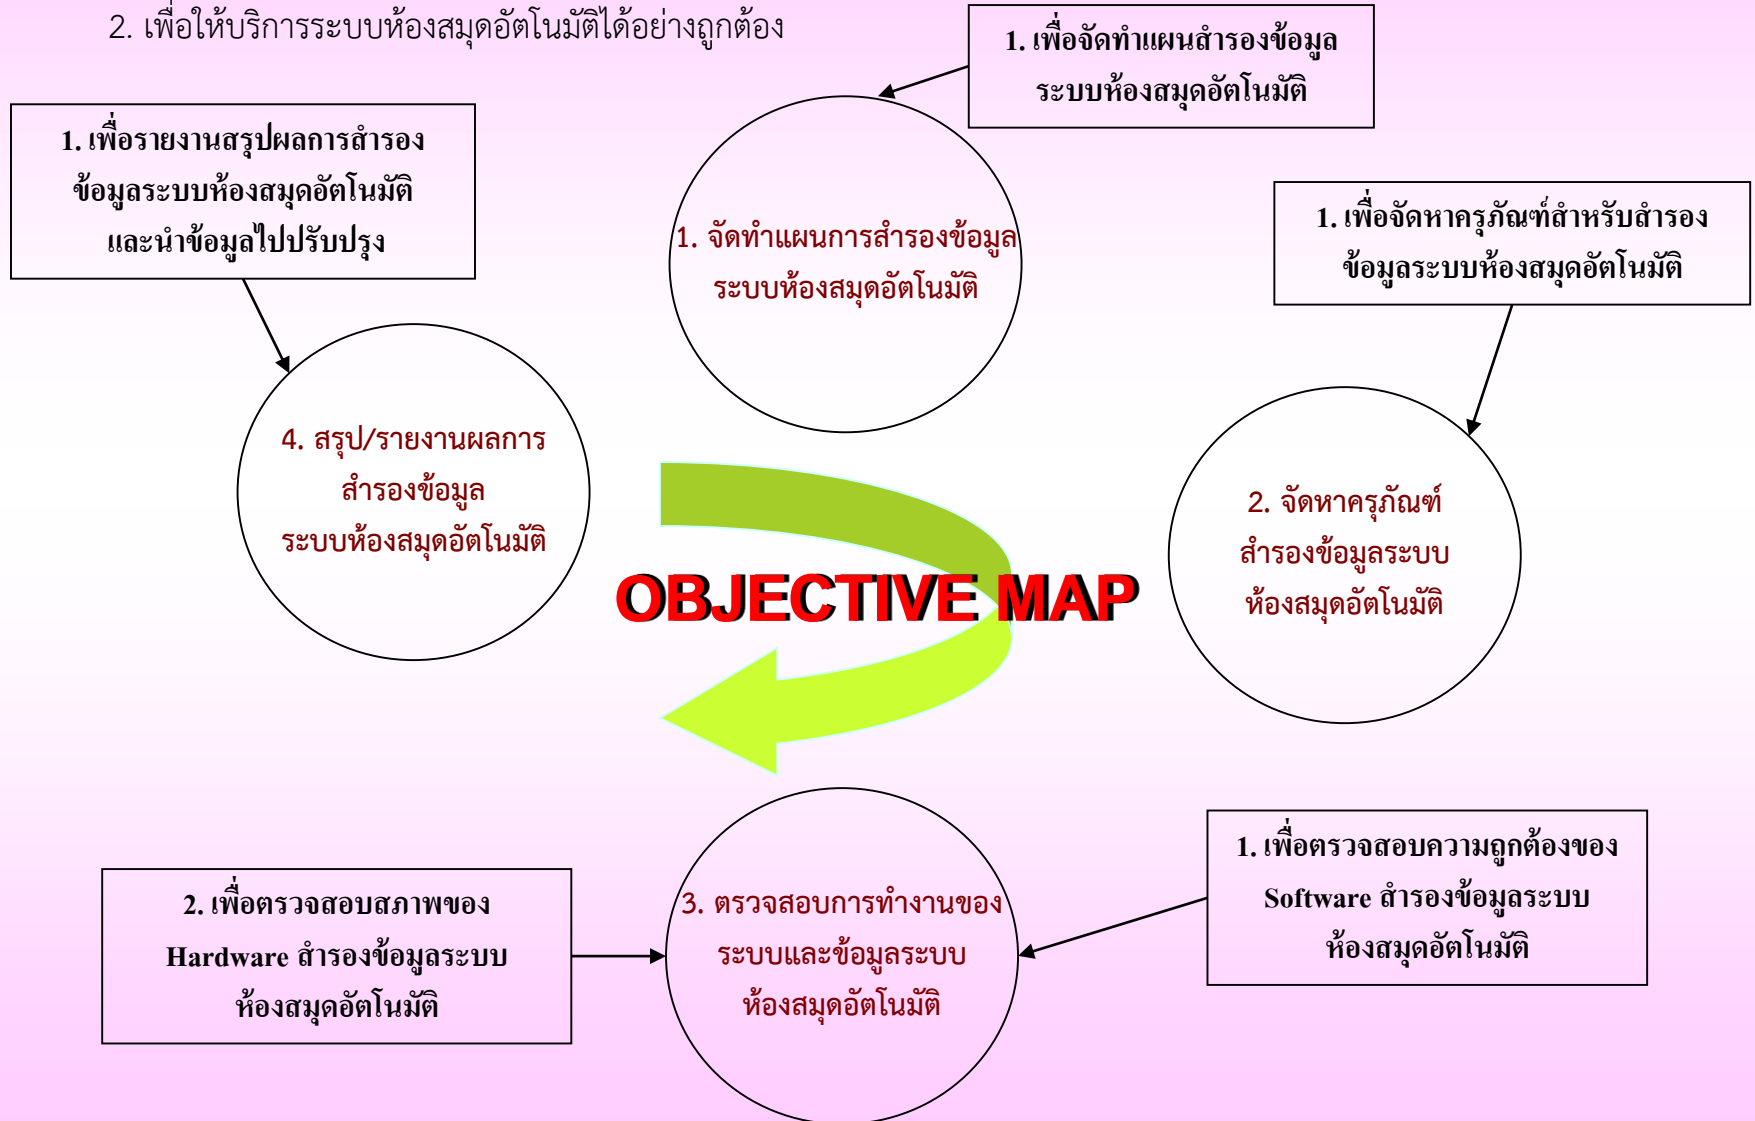 2. เพื่อให้บริการระบบห้องสมุดอัตโนมัติได้อย่างถูกต้อง
1. เพื่อจัดทำแผนสำรองข้อมูล
ระบบห้องสมุดอัตโนมัติ
1. เพื่อรายงานสรุปผลการสำรอง
ข้อมูลระบบห้องสมุดอัตโนมัติ
และนำข้อมูลไปปรับปรุง
1. จัดทำแผนการสำรองข้อมูล
ระบบห้องสมุดอัตโนมัติ
1. เพื่อจัดหาครุภัณฑ์สำหรับสำรอง
ข้อมูลระบบห้องสมุดอัตโนมัติ
4. สรุป/รายงานผลการ
สำรองข้อมูล
ระบบห้องสมุดอัตโนมัติ
2. จัดหาครุภัณฑ์
สำรองข้อมูลระบบ
ห้องสมุดอัตโนมัติ
OBJECTIVE MAP
2. เพื่อตรวจสอบสภาพของ
Hardware สำรองข้อมูลระบบ
ห้องสมุดอัตโนมัติ
3. ตรวจสอบการทำงานของ
ระบบและข้อมูลระบบ
ห้องสมุดอัตโนมัติ
1. เพื่อตรวจสอบความถูกต้องของ
Software สำรองข้อมูลระบบ
ห้องสมุดอัตโนมัติ